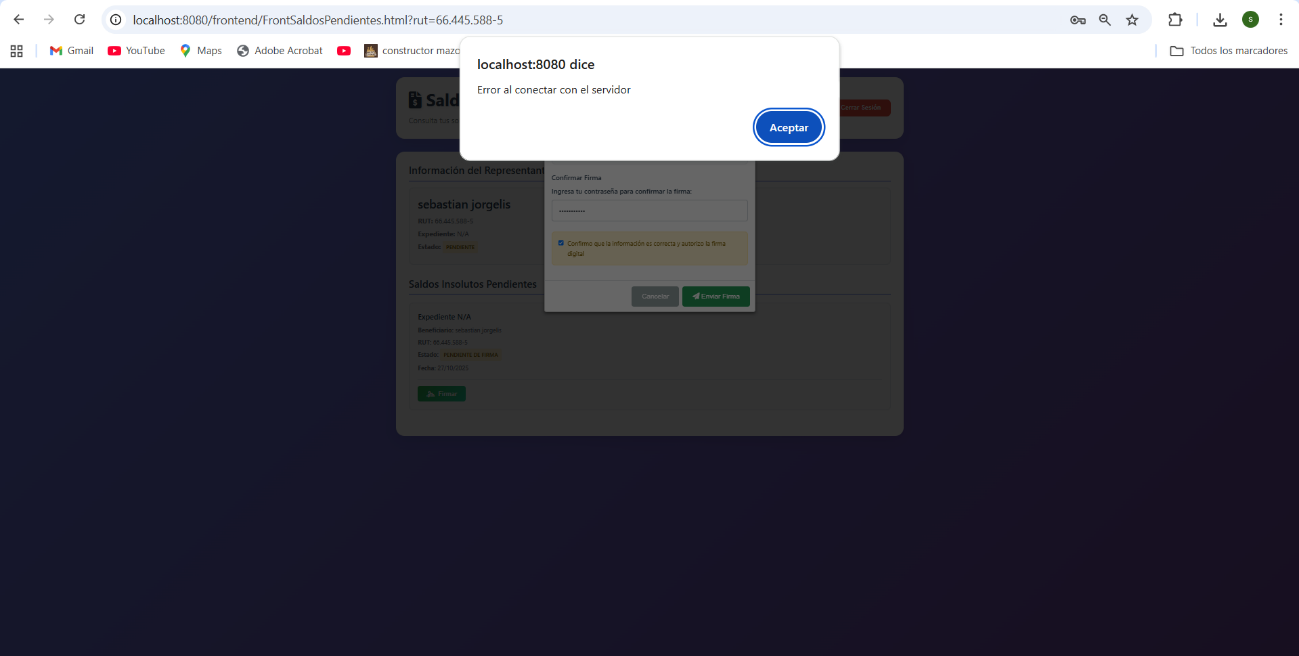 localhost:8080/frontend/FrontSaldosPendientes.html?rut=66.445.588-5
S
Gmail
YouTube
Maps
Adobe Acrobat
constructor mazo
Todos los marcadores
localhost:8080 dice
Error al conectar con el servidor
Aceptar
Sald
Consulta tus
Cerrar Sesión
Información del Representant
sebastian jorgelis
RUT: 66.445.588-5
Expediente: N/A
Estado: PENDIENTE
Confirmar Firma
Ingresa tu contraseña para confirmar la firma:
Confirmo que la información es correcta y autorizo la firma
digital
Cancelar
Enviar Firma
Saldos Insolutos Pendientes
Expediente N/A
Beneficiario: sebastian jorgelis
RUT: 66.445.588-5
Estado: PENDIENTE DE FIRMA
Firmar